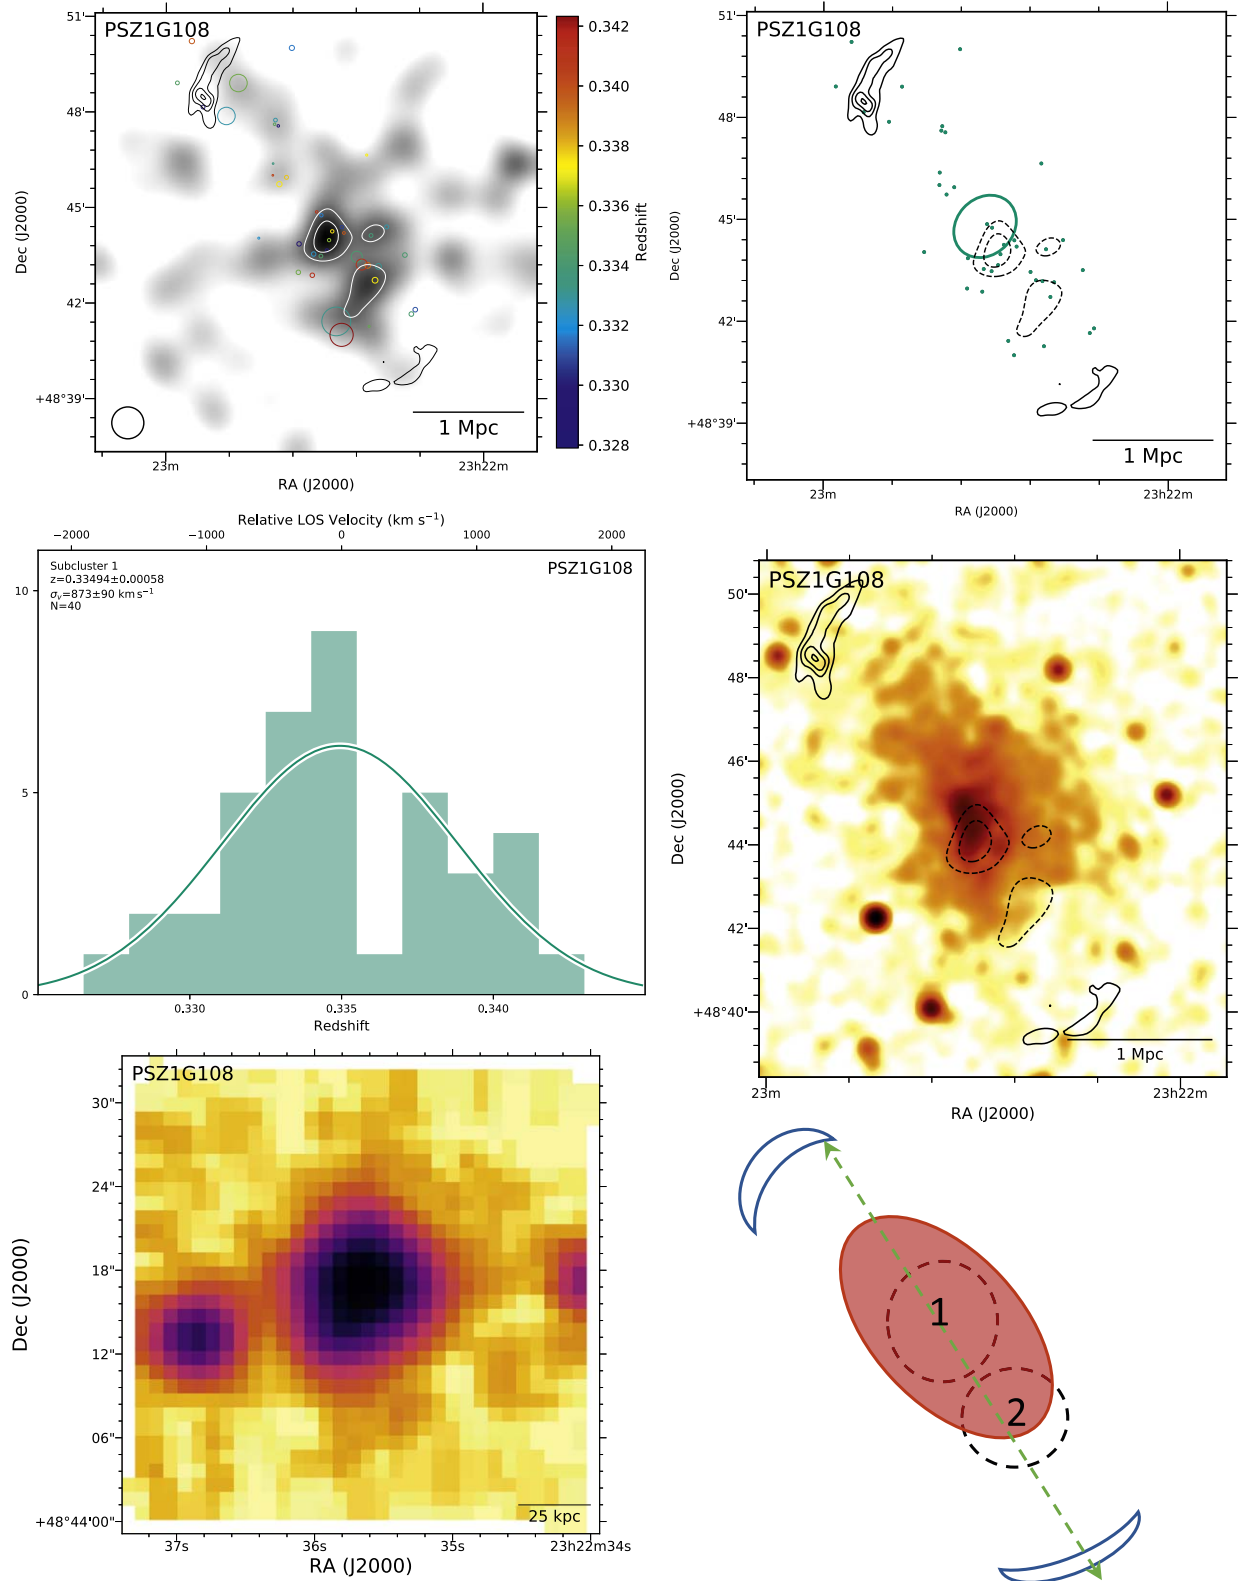 PSZ1G108
51'
48'
45'
42'
+48°39'
Dec (J2000)
23m
23h22m
RA (J2000)
1 Mpc
0.342
0.340
0.338
0.336
0.334
0.332
0.330
0.328
Redshift
PSZ1G108
51'
48'
45'
42'
+48°39'
Dec (J2000)
23m
23h22m
RA (J2000)
1 Mpc
Relative LOS Velocity (km s⁻¹)
−2000 −1000 0 1000 2000
Subcluster 1
z=0.33494±0.00058
σᵥ=873±90 km s⁻¹
N=40
PSZ1G108
10
5
0
0.330 0.335 0.340
Redshift
PSZ1G108
50'
48'
46'
44'
42'
+48°40'
Dec (J2000)
23m
23h22m
RA (J2000)
1 Mpc
PSZ1G108
30"
24"
18"
12"
06"
+48°44'00"
Dec (J2000)
37s 36s 35s 23h22m34s
RA (J2000)
25 kpc
1
2